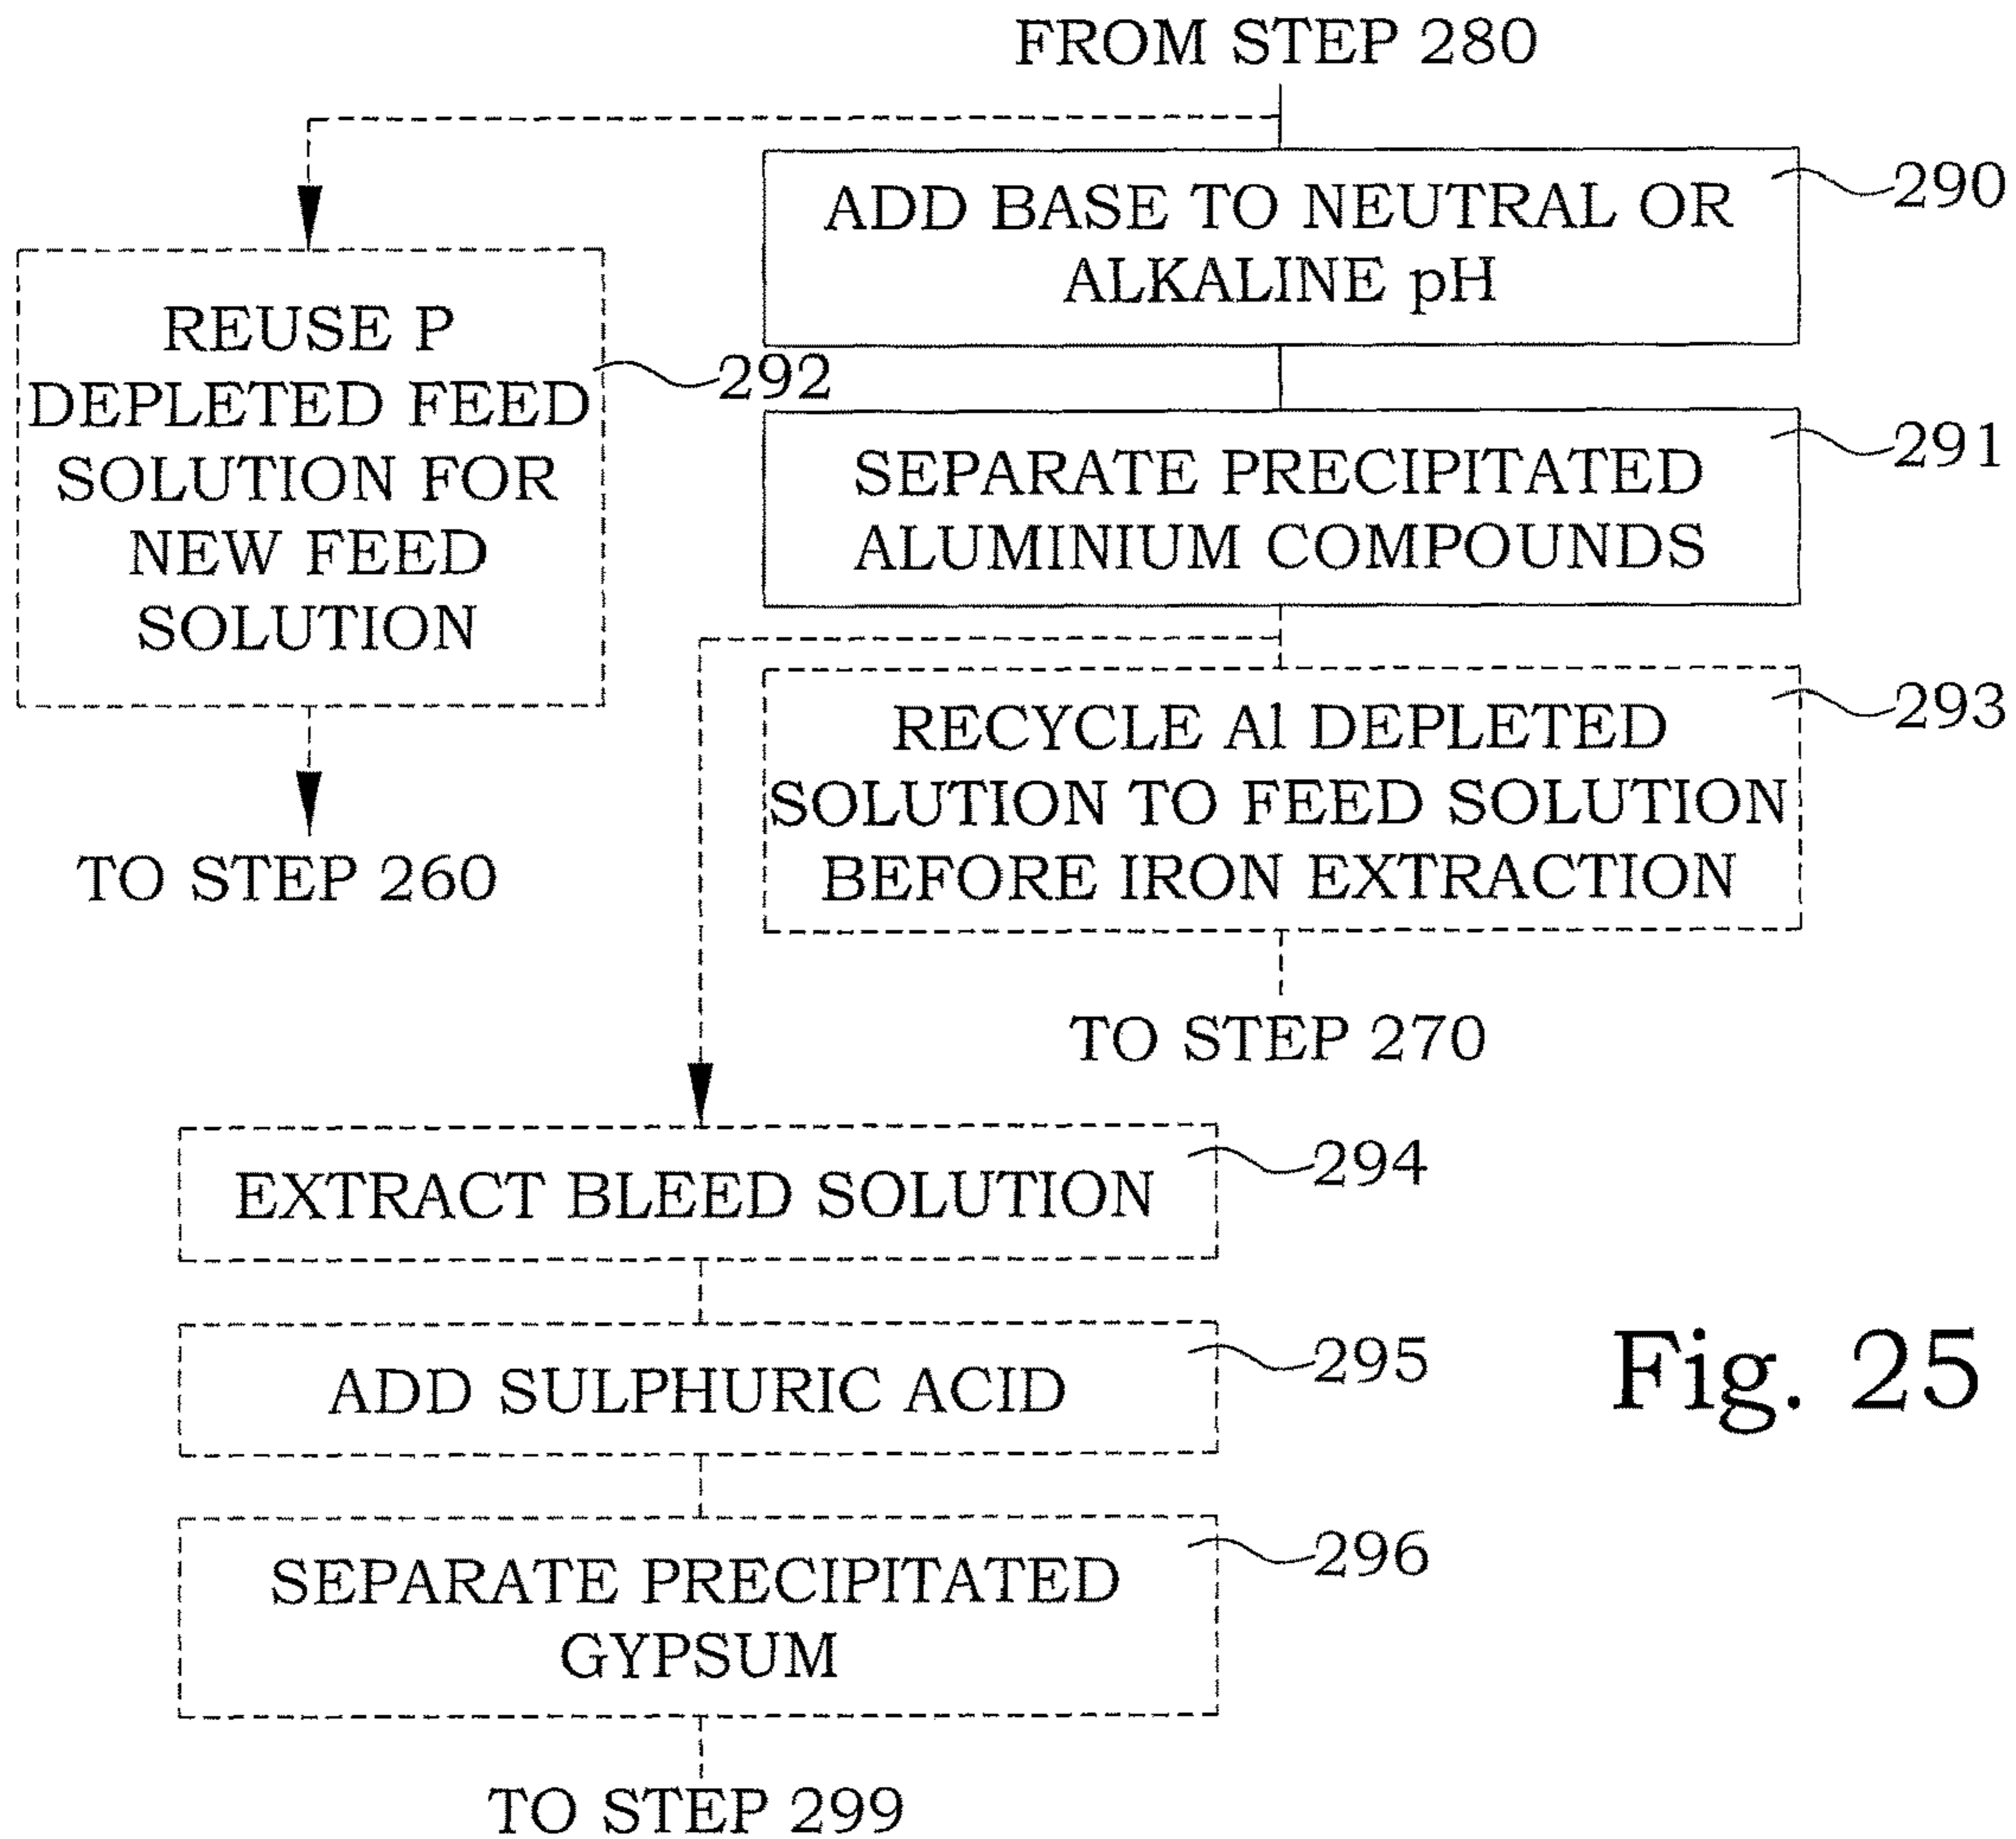 FROM STEP 280
ADD BASE TO NEUTRAL OR
ALKALINE pH
290
REUSE P
DEPLETED FEED
SOLUTION FOR
NEW FEED
SOLUTION
292
TO STEP 260
SEPARATE PRECIPITATED
ALUMINIUM COMPOUNDS
291
RECYCLE Al DEPLETED
SOLUTION TO FEED SOLUTION
BEFORE IRON EXTRACTION
293
TO STEP 270
EXTRACT BLEED SOLUTION
294
ADD SULPHURIC ACID
295
SEPARATE PRECIPITATED
GYPSUM
296
TO STEP 299
Fig. 25